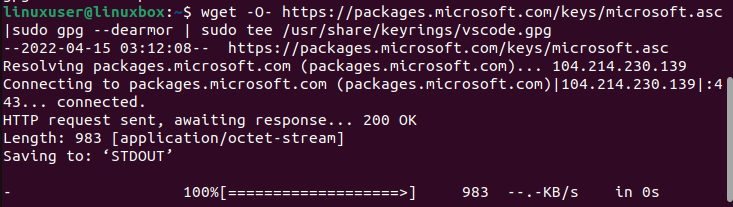 linuxuser@linuxbox:~$ wget -O- https://packages.microsoft.com/keys/microsoft.asc
|sudo gpg --dearmor | sudo tee /usr/share/keyrings/vscode.gpg
--2022-04-15 03:12:08--  https://packages.microsoft.com/keys/microsoft.asc
Resolving packages.microsoft.com (packages.microsoft.com)... 104.214.230.139
Connecting to packages.microsoft.com (packages.microsoft.com)|104.214.230.139|:4
43... connected.
HTTP request sent, awaiting response... 200 OK
Length: 983 [application/octet-stream]
Saving to: ‘STDOUT’
-                   100%[===================>]     983  --.-KB/s    in 0s